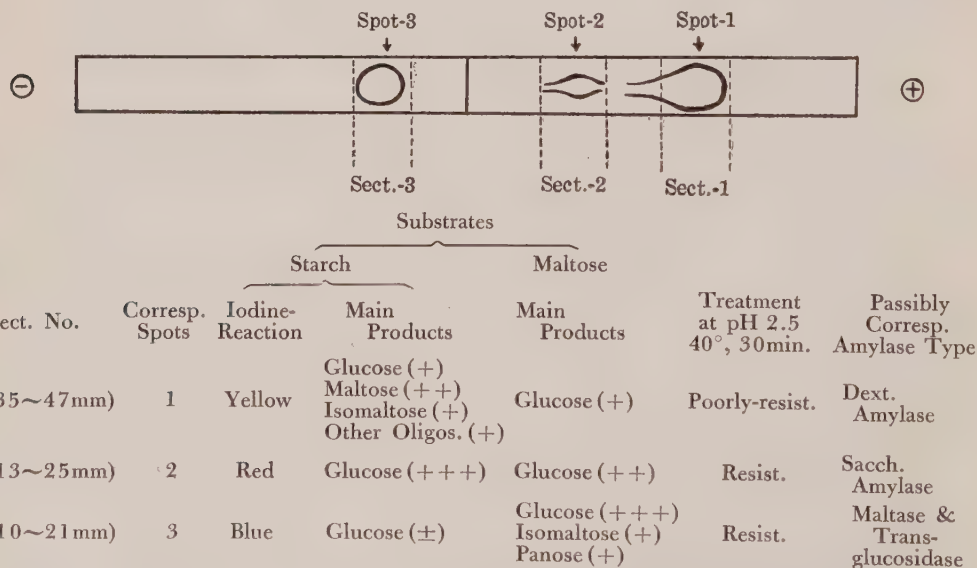 Spot-3 Spot-2 Spot-1
⊖ ⊕
Sect.-3 Sect.-2 Sect.-1
Substrates
Starch Maltose
ect. No. Corresp. Spots Iodine-Reaction Main Products Main Products Treatment at pH 2.5 40°, 30min. Passibly Corresp. Amylase Type
35~47mm) 1 Yellow Glucose (+) Maltose (++) Isomaltose (+) Other Oligos. (+) Glucose (+) Poorly-resist. Dext. Amylase
13~25mm) 2 Red Glucose (+++) Glucose (++) Resist. Sacch. Amylase
10~21mm) 3 Blue Glucose (±) Glucose (+++) Isomaltose (+) Panose (+) Resist. Maltase & Trans-glucosidase